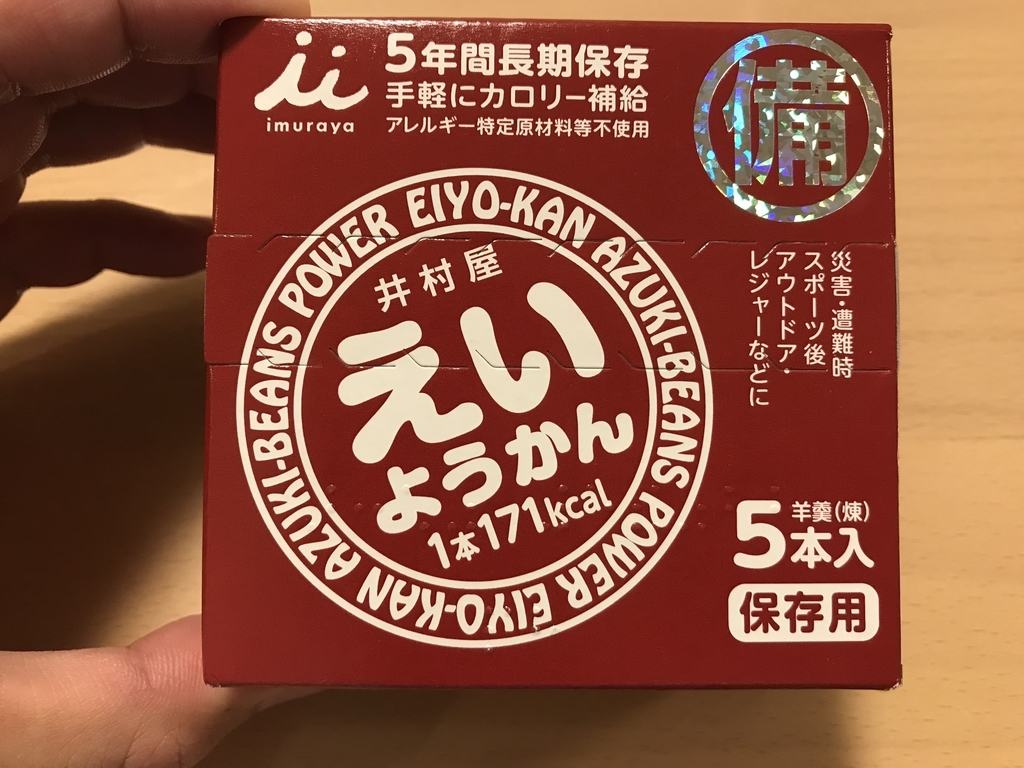 imuraya
5年間長期保存
手軽にカロリー補給
アレルギー特定原材料等不使用
備
災害・遭難時
スポーツ後
アウトドア・
レジャーなどに
POWER EIYO-KAN AZUKI-BEANS POWER EIYO-KAN AZUKI-BEANS
井村屋
えいようかん
1本171kcal
羊羹(煉)
5本入
保存用